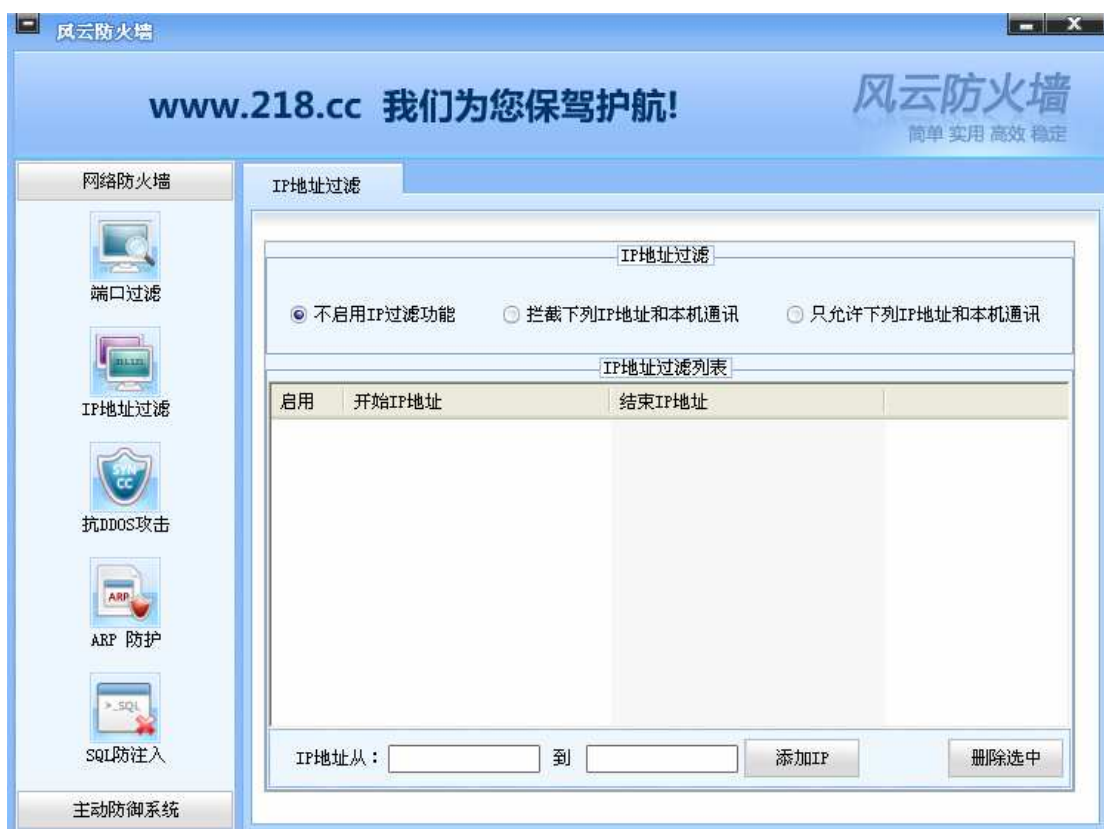 风云防火墙
www.218.cc 我们为您保驾护航!
风云防火墙
简单 实用 高效 稳定
网络防火墙
端口过滤
IP地址过滤
SYN
CC
抗DDOS攻击
ARP
ARP 防护
>_SQL
SQL防注入
主动防御系统
IP地址过滤
IP地址过滤
不启用IP过滤功能 拦截下列IP地址和本机通讯 只允许下列IP地址和本机通讯
IP地址过滤列表
启用 开始IP地址 结束IP地址
IP地址从： 到 添加IP 删除选中